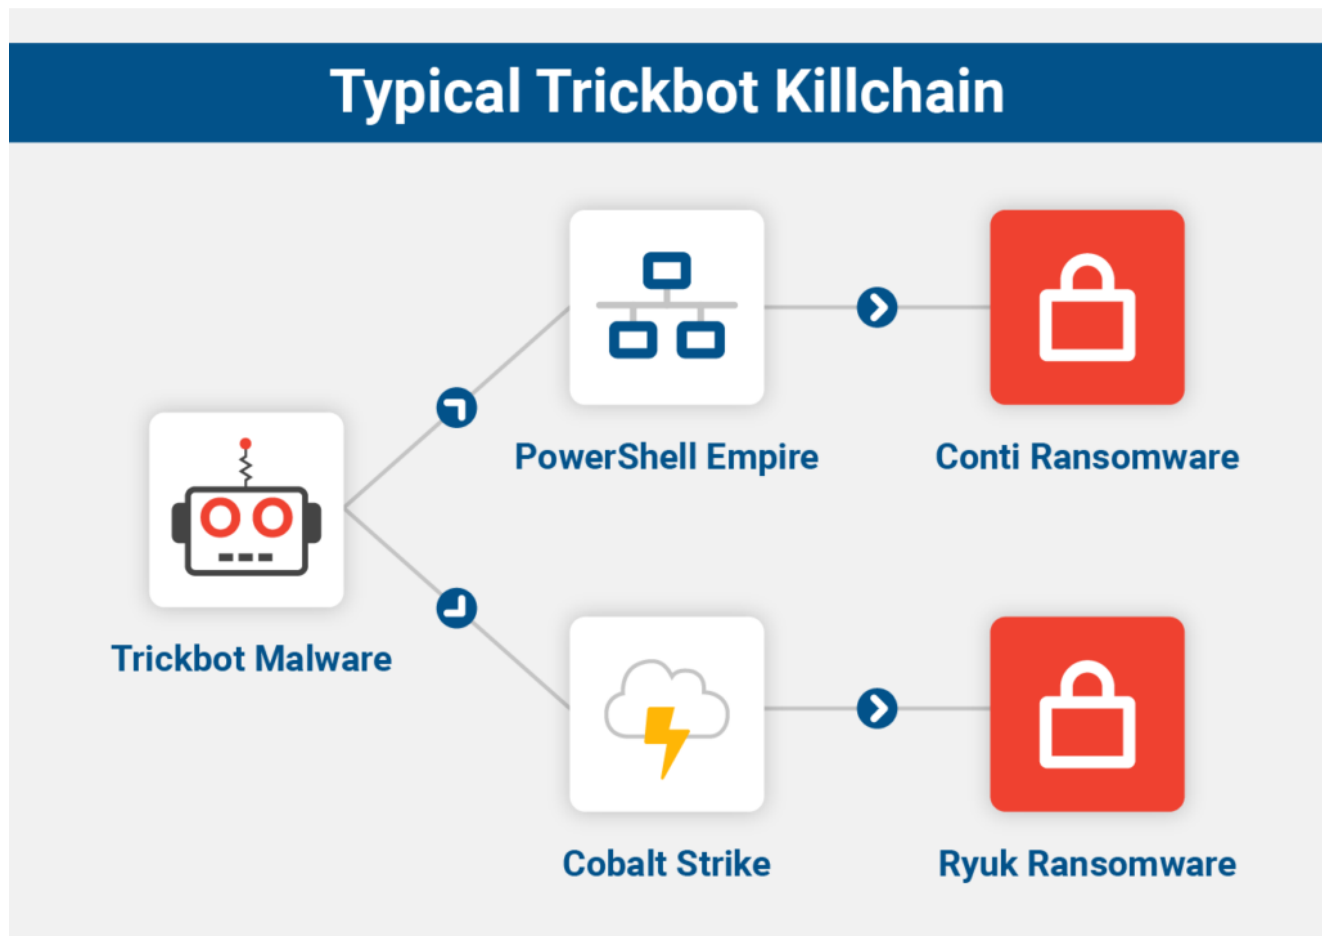 Typical Trickbot Killchain
PowerShell Empire
Conti Ransomware
Trickbot Malware
Cobalt Strike
Ryuk Ransomware